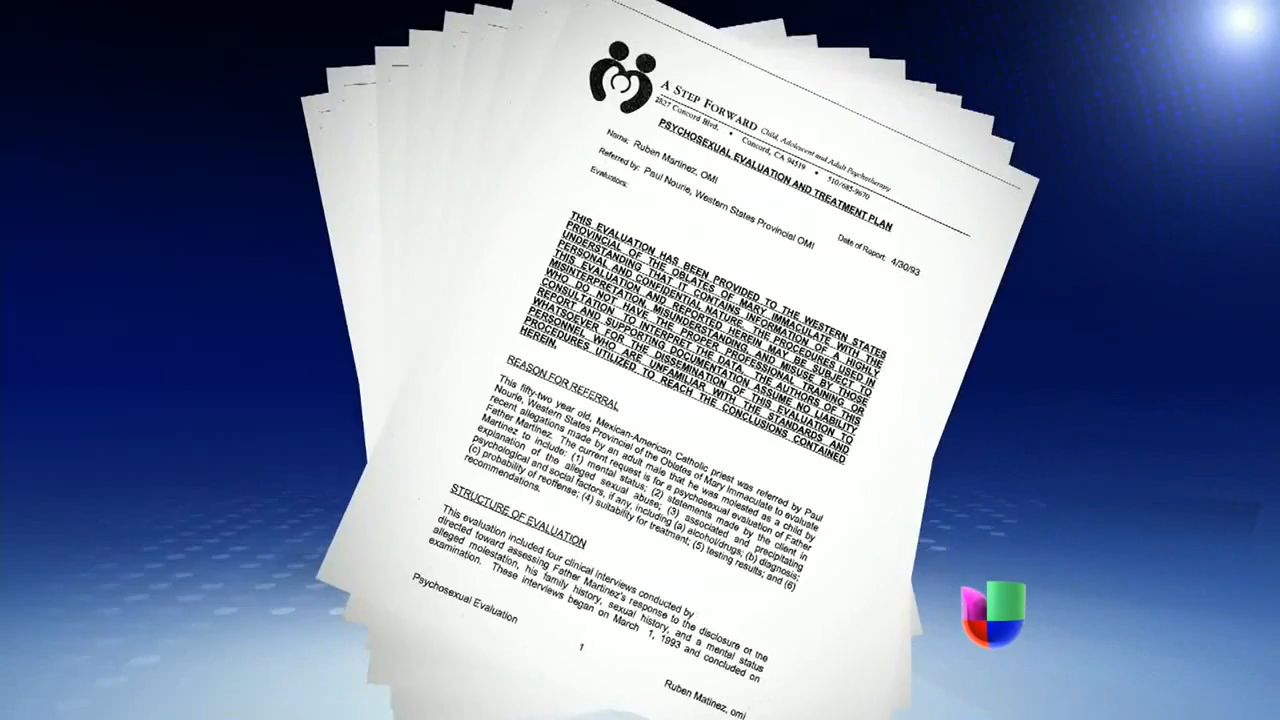 A STEP FORWARD Child, Adolescent and Adult Psychotherapy
2827 Concord Blvd. • Concord, CA 94519 • 510/685-9670
PSYCHOSEXUAL EVALUATION AND TREATMENT PLAN
Name: Ruben Martinez, OMI
Referred by: Paul Nourie, Western States Provincial OMI
Evaluators:
Date of Report: 4/30/93
THIS EVALUATION HAS BEEN PROVIDED TO THE WESTERN STATES
PROVINCIAL OF THE OBLATES OF MARY IMMACULATE WITH THE
UNDERSTANDING THAT IT CONTAINS INFORMATION OF A HIGHLY
PERSONAL AND CONFIDENTIAL NATURE. THE PROCEDURES USED IN
THIS EVALUATION AND REPORTED HEREIN MAY BE SUBJECT TO
MISINTERPRETATION, MISUNDERSTANDING, AND MISUSE BY THOSE
WHO DO NOT HAVE THE PROPER PROFESSIONAL TRAINING OR
CONSULTATION TO INTERPRET THE DATA. THE AUTHORS OF THIS
REPORT AND SUPPORTING DOCUMENTATION ASSUME NO LIABILITY
WHATSOEVER FOR THE DISSEMINATION OF THIS EVALUATION TO
PERSONNEL WHO ARE UNFAMILIAR WITH THE STANDARDS AND
PROCEDURES UTILIZED TO REACH THE CONCLUSIONS CONTAINED
HEREIN.
REASON FOR REFERRAL
This fifty-two year old, Mexican-American Catholic priest was referred by Paul
Nourie, Western States Provincial of the Oblates of Mary Immaculate to evaluate
recent allegations made by an adult male that he was molested as a child by
Father Martinez. The current request is for a psychosexual evaluation of Father
Martinez to include: (1) mental status; (2) statements made by the client in
explanation of the alleged sexual abuse; (3) associated and precipitating
psychological and social factors, if any, including (a) alcohol/drugs; (b) diagnosis;
(c) probability of reoffense; (4) suitability for treatment; (5) testing results; and (6)
recommendations.
STRUCTURE OF EVALUATION
This evaluation included four clinical interviews conducted by
directed toward assessing Father Martinez's response to the disclosure of the
alleged molestation, his family history, sexual history, and a mental status
examination. These interviews began on March 1, 1993 and concluded on
Psychosexual Evaluation
1
Ruben Matinez, omi